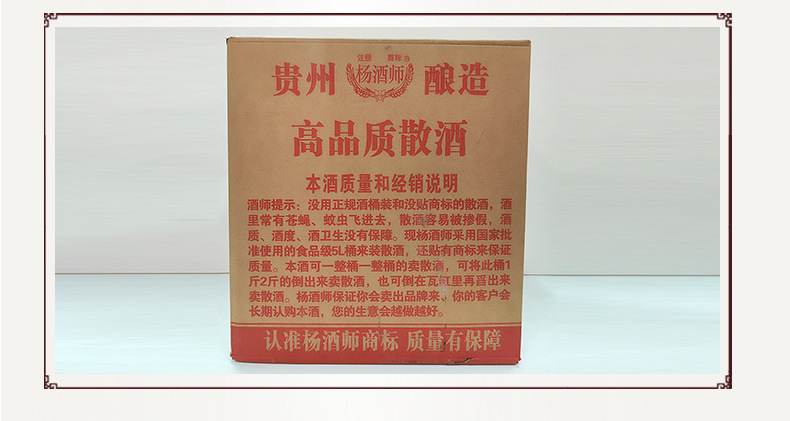 注册 商标
贵州 杨酒师 酿造
高品质散酒
本酒质量和经销说明
酒师提示：没用正规酒桶装和没贴商标的散酒，酒
里常有苍蝇、蚊虫飞进去，散酒容易被掺假，酒
质、酒度、酒卫生没有保障。现杨酒师采用国家批
准使用的食品级5L桶来装散酒，还贴有商标来保证
质量。本酒可一整桶一整桶的卖散酒，可将此桶1
斤2斤的倒出来卖散酒，也可倒在瓦缸里再舀出来
卖散酒。杨酒师保证你会卖出品牌来、你的客户会
长期认购本酒，您的生意会越做越好。
认准杨酒师商标 质量有保障